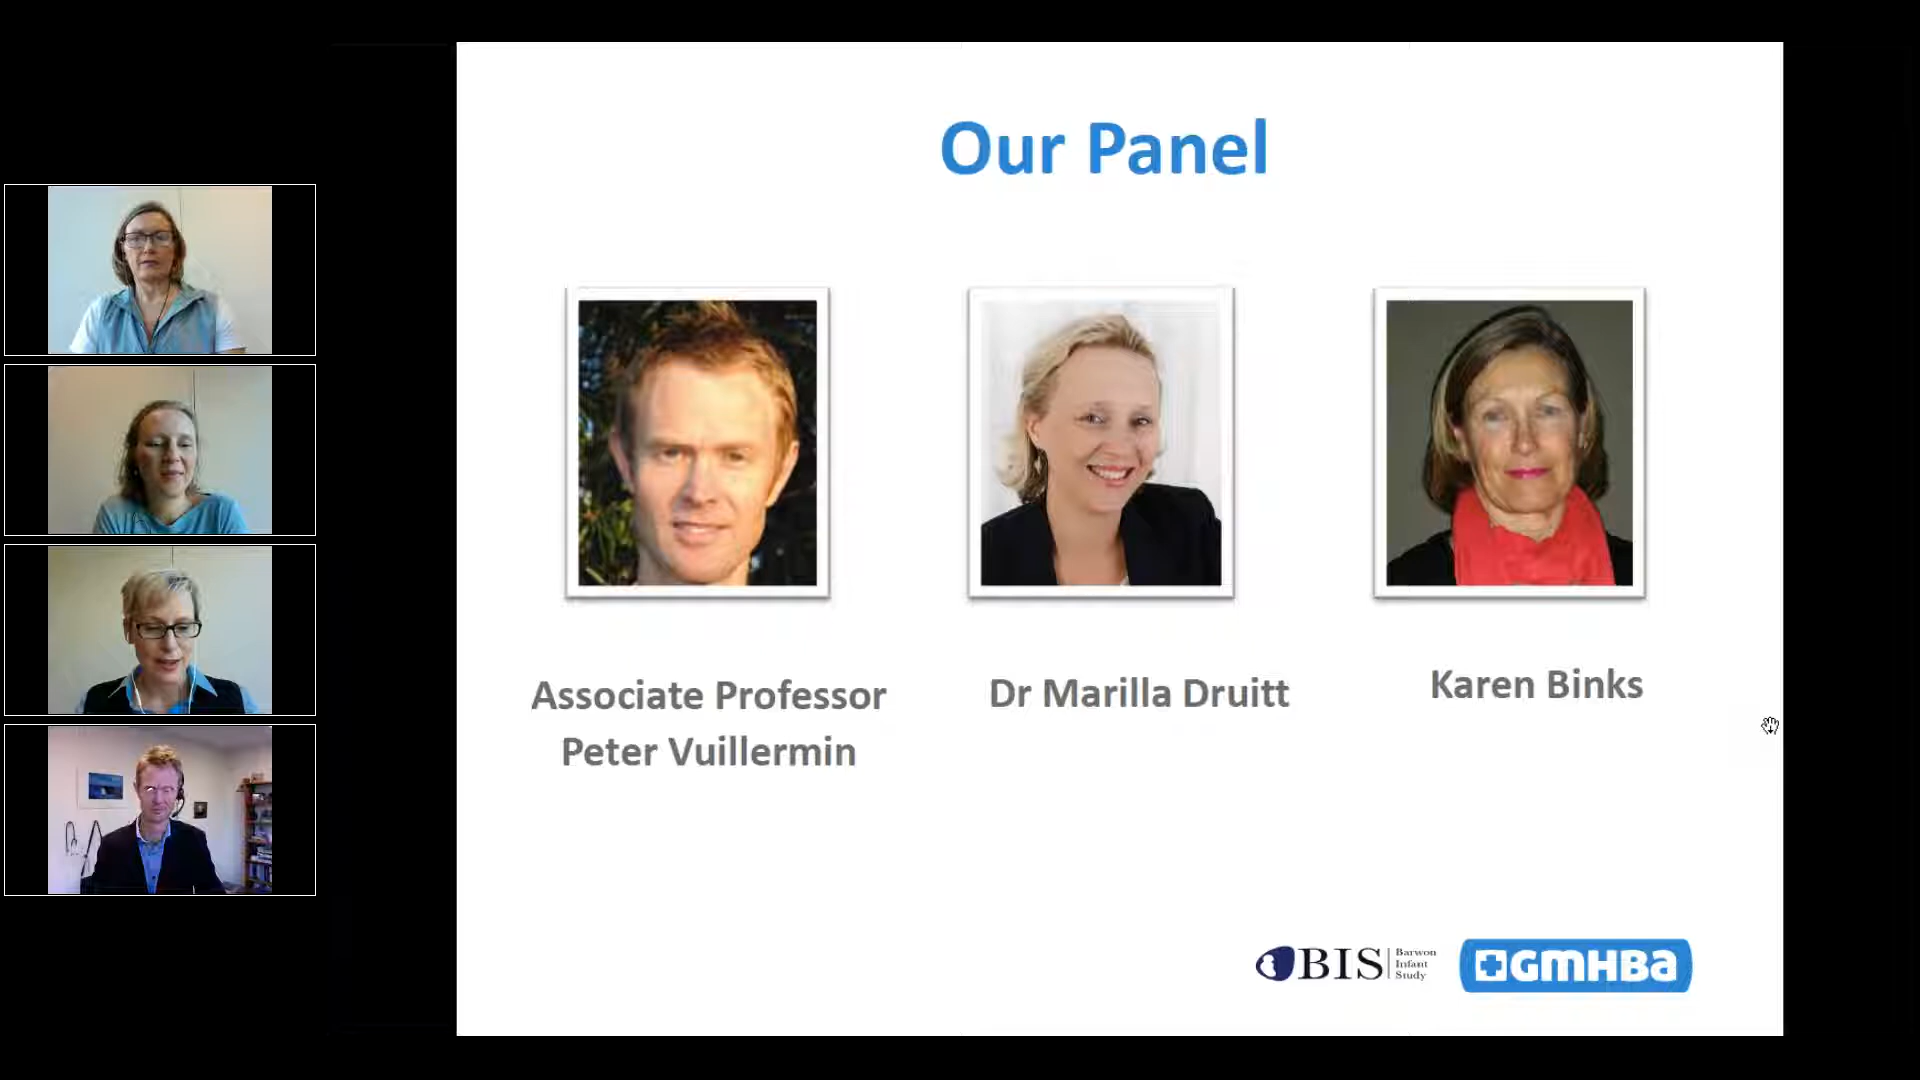 Our Panel
Associate Professor
Peter Vuillermin
Dr Marilla Druitt
Karen Binks
BIS
Barwon
Infant
Study
GMHBA